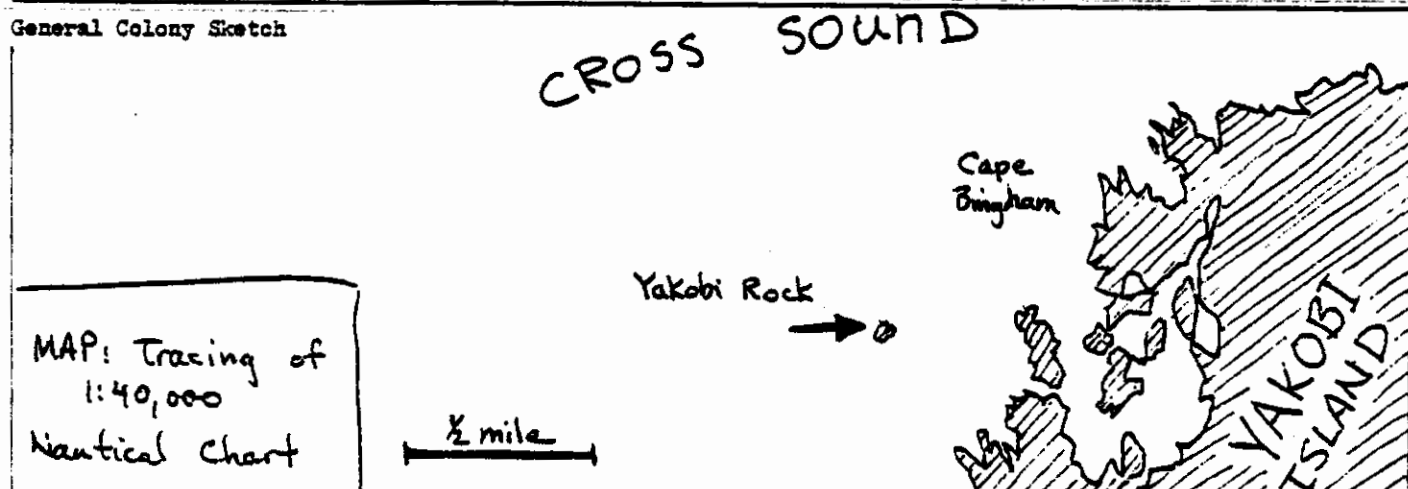 General Colony Sketch
CROSS SOUND
Cape
Bingham
Yakobi Rock
MAP: Tracing of
1:40,000
Nautical Chart
½ mile
YAKOBI
ISLAND